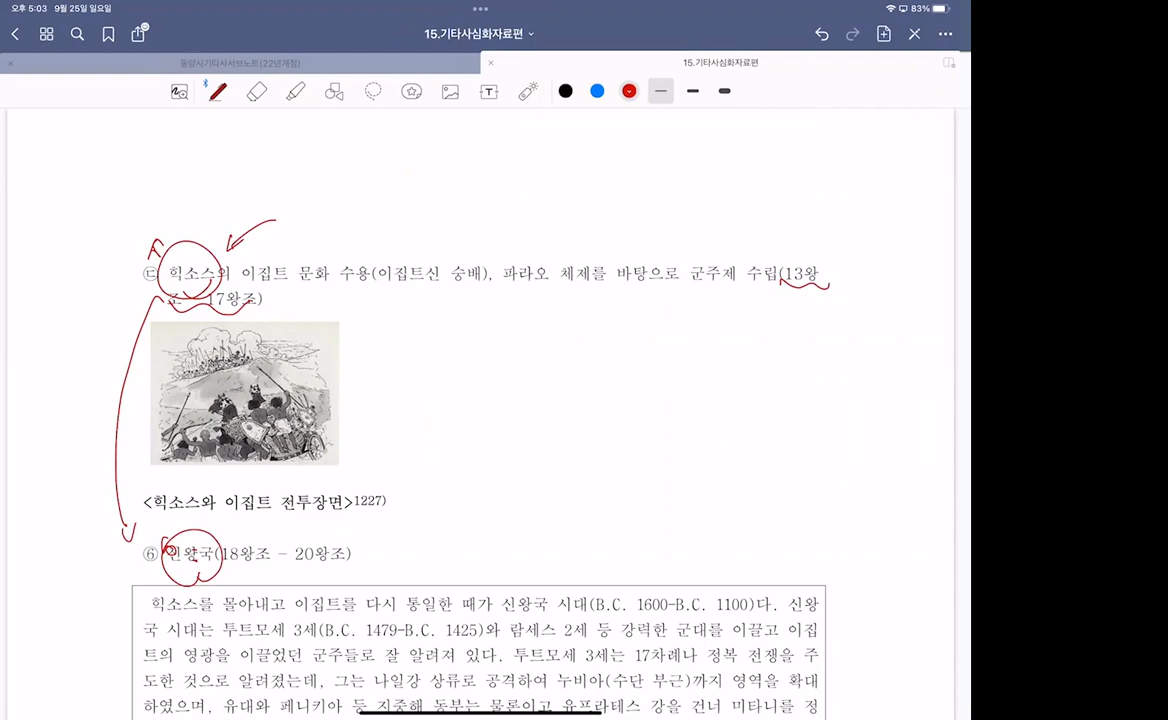 오후 5:03 9월 25일 일요일
83%
15.기타사심화자료편
동양사기타사서브노트(22년개정)
15.기타사심화자료편
T
㉢ 힉소스의 이집트 문화 수용(이집트신 숭배), 파라오 체제를 바탕으로 군주제 수립(13왕
조 - 17왕조)
<힉소스와 이집트 전투장면>1227)
⑥ 신왕국(18왕조 - 20왕조)
힉소스를 몰아내고 이집트를 다시 통일한 때가 신왕국 시대(B.C. 1600-B.C. 1100)다. 신왕
국 시대는 투트모세 3세(B.C. 1479-B.C. 1425)와 람세스 2세 등 강력한 군대를 이끌고 이집
트의 영광을 이끌었던 군주들로 잘 알려져 있다. 투트모세 3세는 17차례나 정복 전쟁을 주
도한 것으로 알려졌는데, 그는 나일강 상류로 공격하여 누비아(수단 부근)까지 영역을 확대
하였으며, 유대와 페니키아 등 지중해 동부는 물론이고 유프라테스 강을 건너 미타니를 정